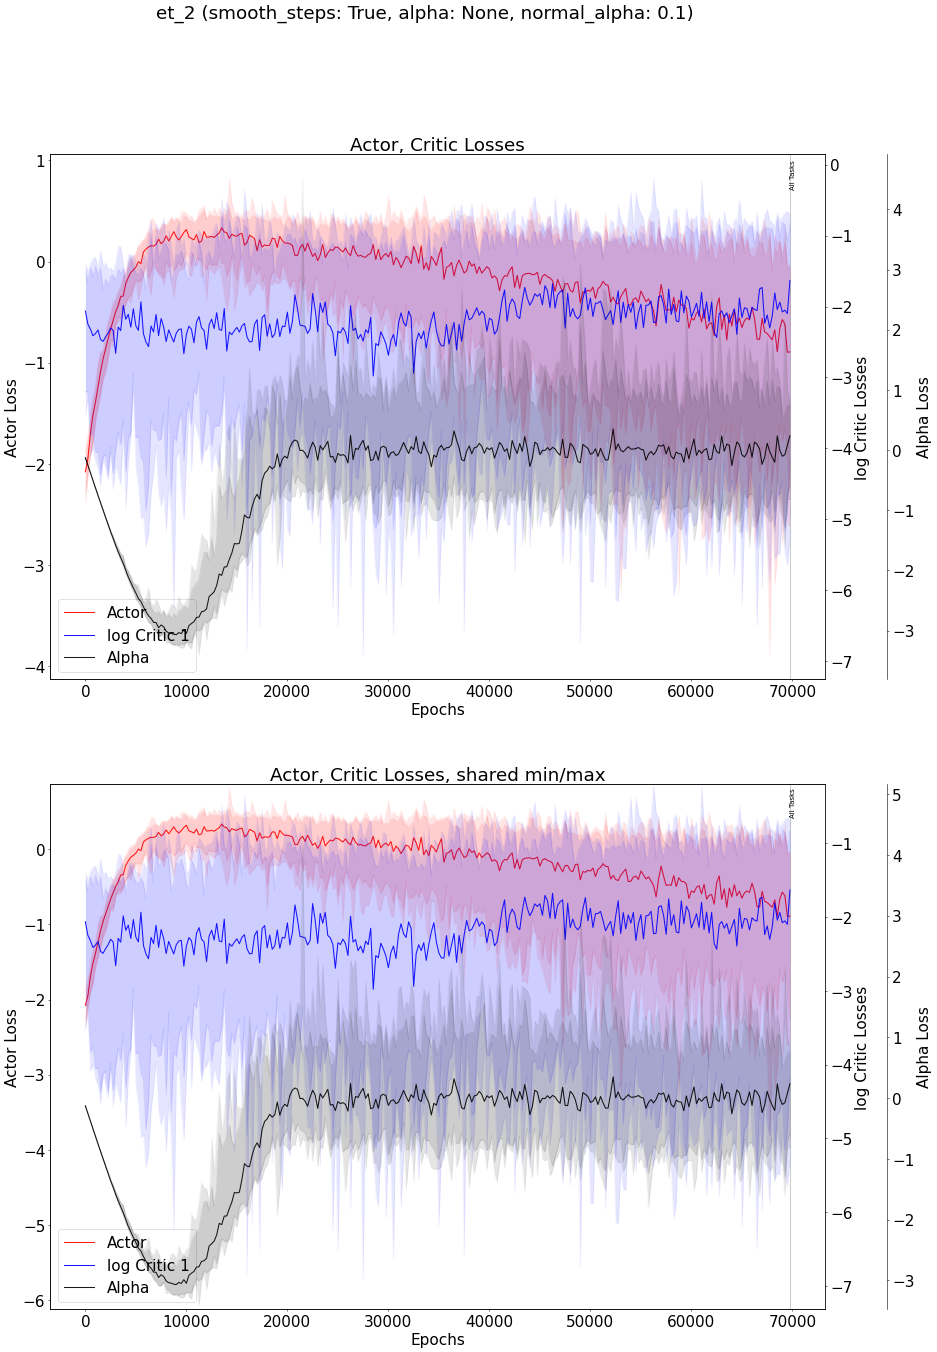 et_2 (smooth_steps: True, alpha: None, normal_alpha: 0.1)
Actor, Critic Losses
1
0
−1
−2
−3
−4
Actor Loss
0
−1
−2
−3
−4
−5
−6
−7
log Critic Losses
4
3
2
1
0
−1
−2
−3
Alpha Loss
All Tasks
Actor
log Critic 1
Alpha
0 10000 20000 30000 40000 50000 60000 70000
Epochs
Actor, Critic Losses, shared min/max
0
−1
−2
−3
−4
−5
−6
Actor Loss
−1
−2
−3
−4
−5
−6
−7
log Critic Losses
5
4
3
2
1
0
−1
−2
−3
Alpha Loss
All Tasks
Actor
log Critic 1
Alpha
0 10000 20000 30000 40000 50000 60000 70000
Epochs